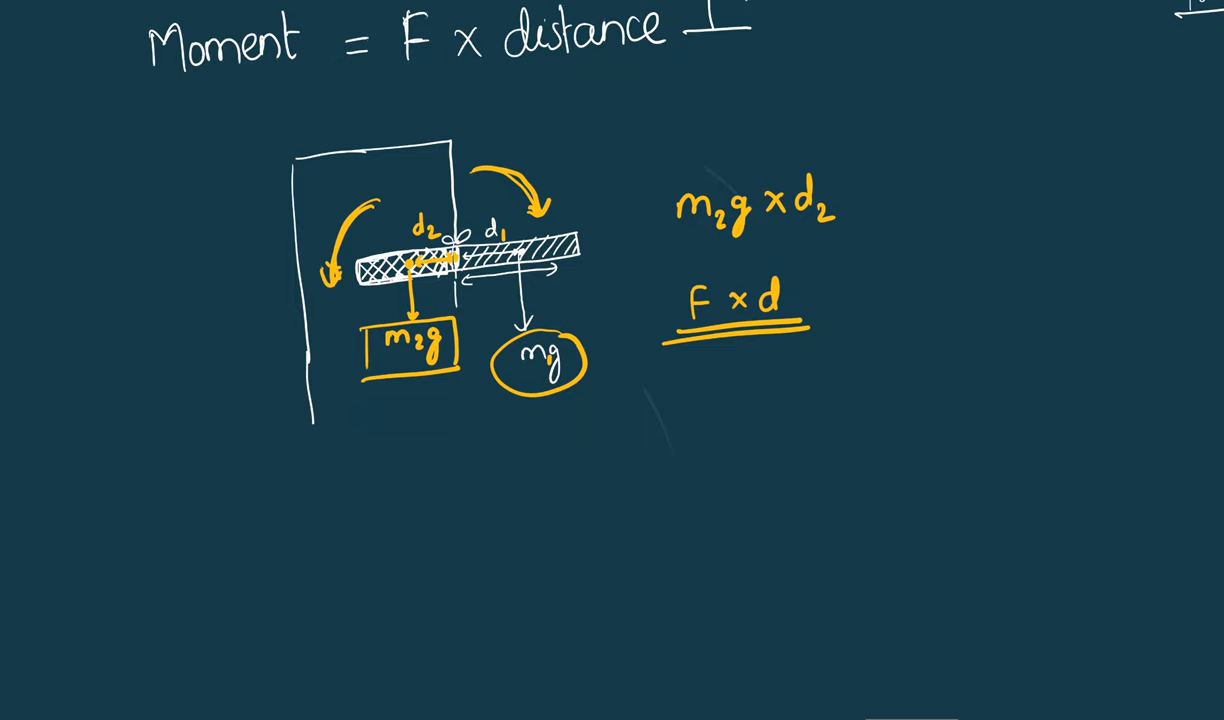 Moment = F x distance
d2 d1
m2g x d2
F x d
m2g m1g